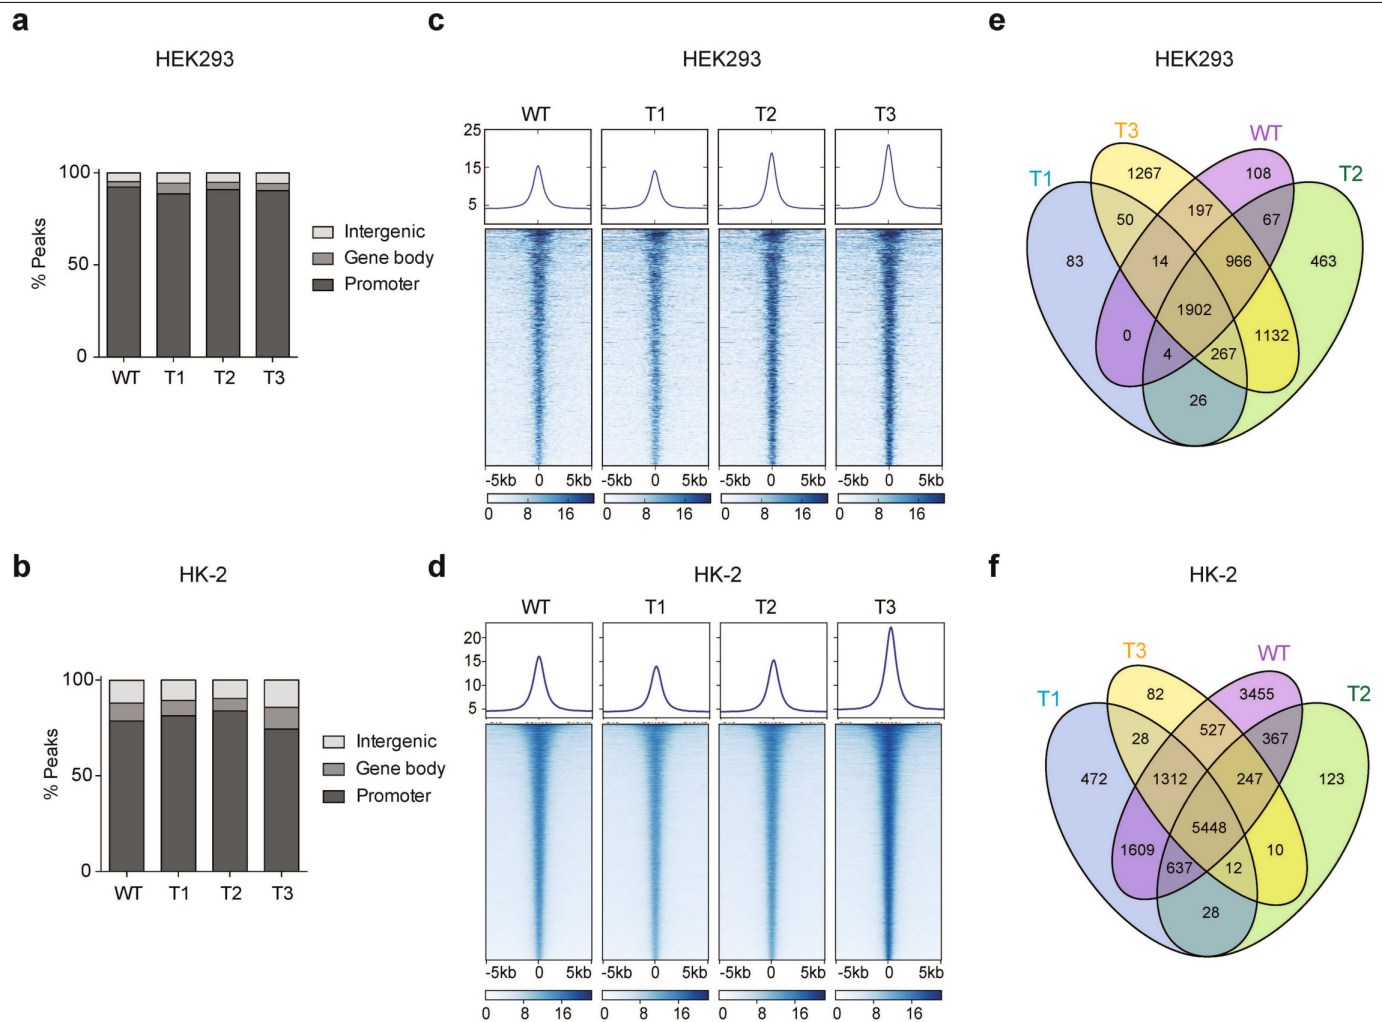 a
HEK293
% Peaks
100
50
0
WT T1 T2 T3
Intergenic
Gene body
Promoter
c
HEK293
WT T1 T2 T3
25
15
5
-5kb 0 5kb -5kb 0 5kb -5kb 0 5kb -5kb 0 5kb
0 8 16 0 8 16 0 8 16 0 8 16
e
HEK293
T3 WT
T1 T2
1267 108
50 197 67
83 14 966 463
1902
0 4 267 1132
26
b
HK-2
% Peaks
100
50
0
WT T1 T2 T3
Intergenic
Gene body
Promoter
d
HK-2
WT T1 T2 T3
20
15
10
5
-5kb 0 5kb -5kb 0 5kb -5kb 0 5kb -5kb 0 5kb
0 8 16 0 8 16 0 8 16 0 8 16
f
HK-2
T3 WT
T1 T2
82 3455
28 527 367
472 1312 247 123
5448
1609 637 12 10
28